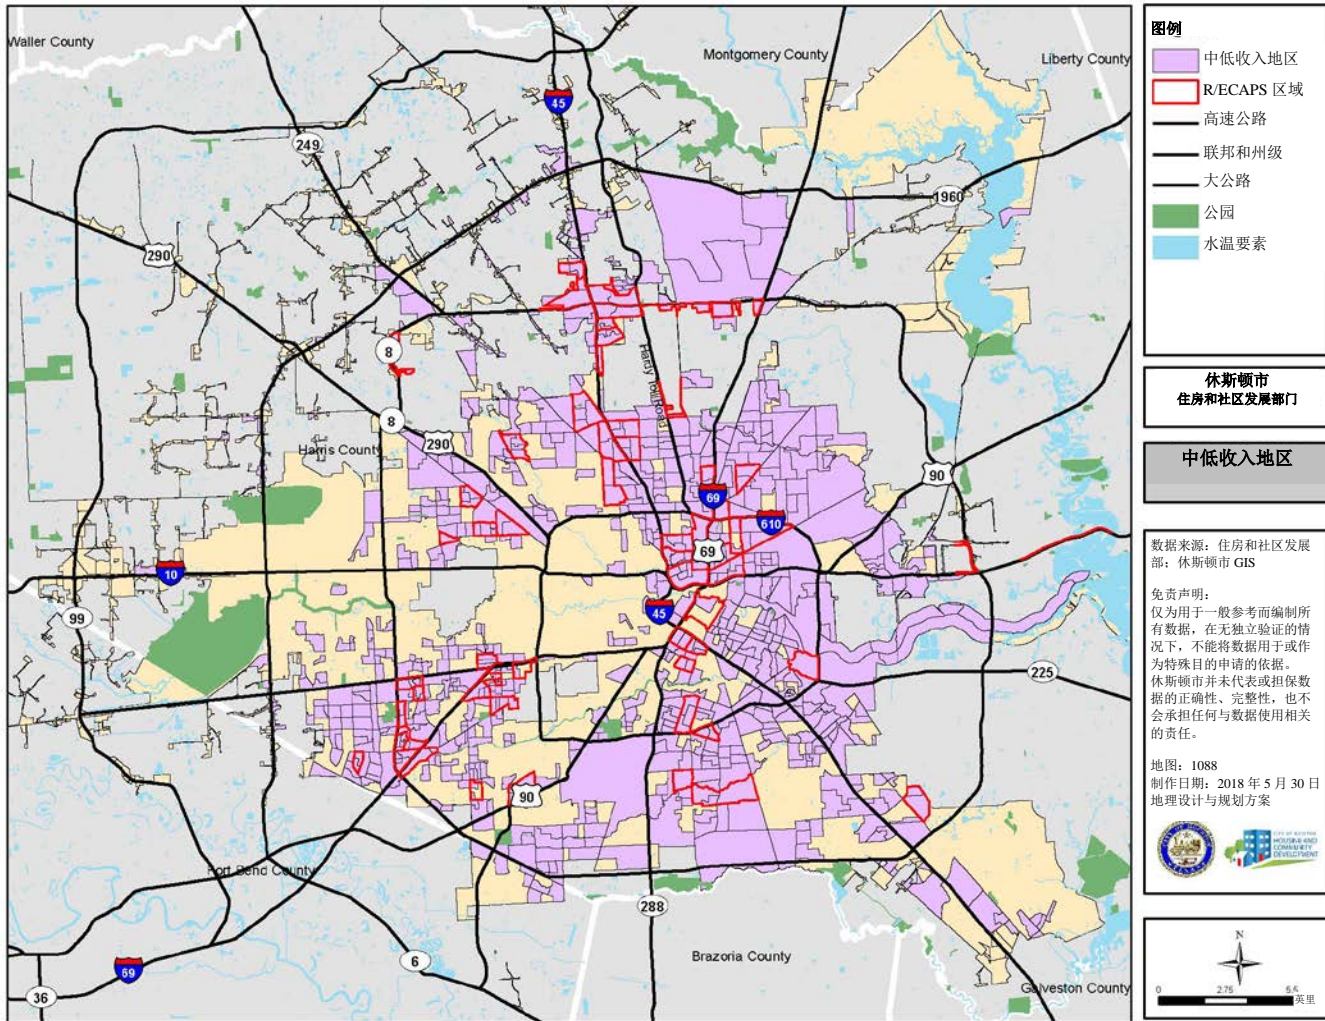 Waller County
Montgomery County
Liberty County
45
249
1960
290
8
Hardy Toll Road
8
290
Harris County
90
69
610
69
10
45
99
225
90
Fort Bend County
288
Brazoria County
6
69
36
Galveston County
图例
中低收入地区
R/ECAPS 区域
高速公路
联邦和州级
大公路
公园
水温要素
休斯顿市
住房和社区发展部门
中低收入地区
数据来源：住房和社区发展
部；休斯顿市 GIS
免责声明：
仅为用于一般参考而编制所
有数据，在无独立验证的情
况下，不能将数据用于或作
为特殊目的申请的依据。
休斯顿市并未代表或担保数
据的正确性、完整性，也不
会承担任何与数据使用相关
的责任。
地图：1088
制作日期：2018 年 5 月 30 日
地理设计与规划方案
CITY OF HOUSTON
HOUSING AND
COMMUNITY
DEVELOPMENT
N
0 2.75 5.5
英里